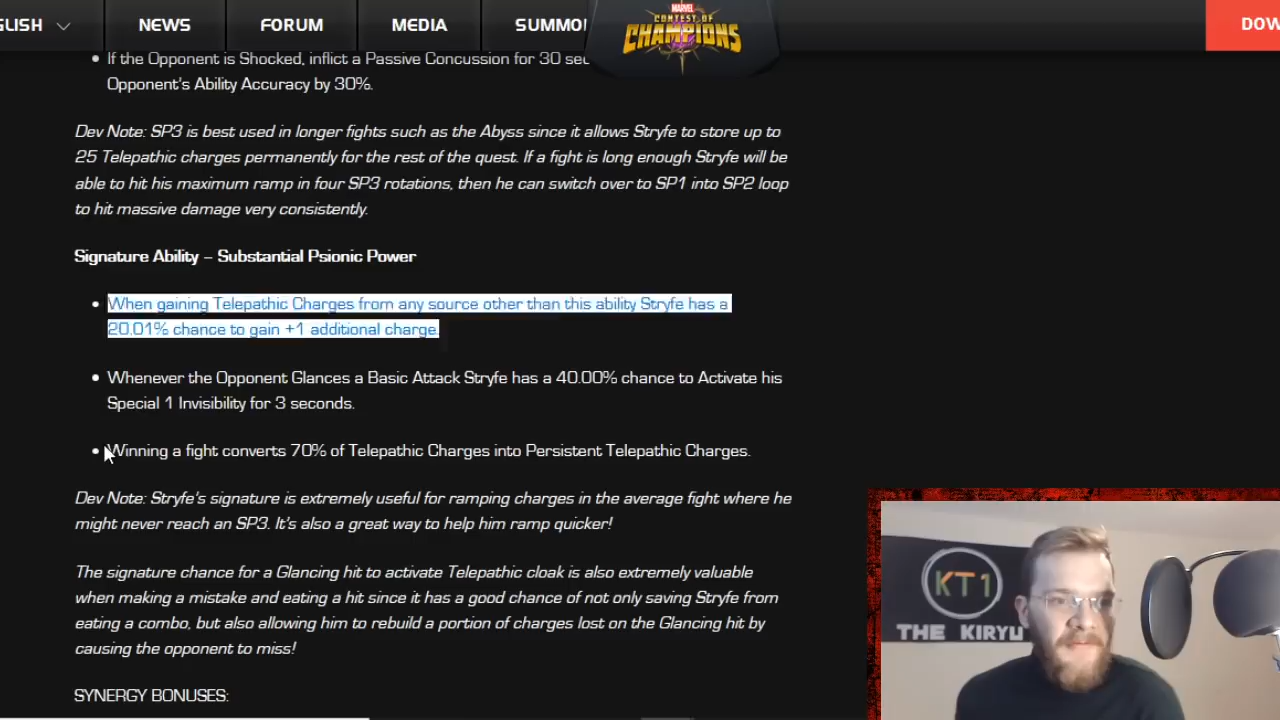 GLISH
NEWS
FORUM
MEDIA
SUMMO
MARVEL
CONTEST OF
CHAMPIONS
DOW
If the Opponent is Shocked, inflict a Passive Concussion for 30 sec
Opponent's Ability Accuracy by 30%.
Dev Note: SP3 is best used in longer fights such as the Abyss since it allows Stryfe to store up to
25 Telepathic charges permanently for the rest of the quest. If a fight is long enough Stryfe will be
able to hit his maximum ramp in four SP3 rotations, then he can switch over to SP1 into SP2 loop
to hit massive damage very consistently.
Signature Ability – Substantial Psionic Power
When gaining Telepathic Charges from any source other than this ability Stryfe has a
20.01% chance to gain +1 additional charge.
Whenever the Opponent Glances a Basic Attack Stryfe has a 40.00% chance to Activate his
Special 1 Invisibility for 3 seconds.
Winning a fight converts 70% of Telepathic Charges into Persistent Telepathic Charges.
Dev Note: Stryfe's signature is extremely useful for ramping charges in the average fight where he
might never reach an SP3. It's also a great way to help him ramp quicker!
The signature chance for a Glancing hit to activate Telepathic cloak is also extremely valuable
when making a mistake and eating a hit since it has a good chance of not only saving Stryfe from
eating a combo, but also allowing him to rebuild a portion of charges lost on the Glancing hit by
causing the opponent to miss!
SYNERGY BONUSES:
KT1
THE KIRYU